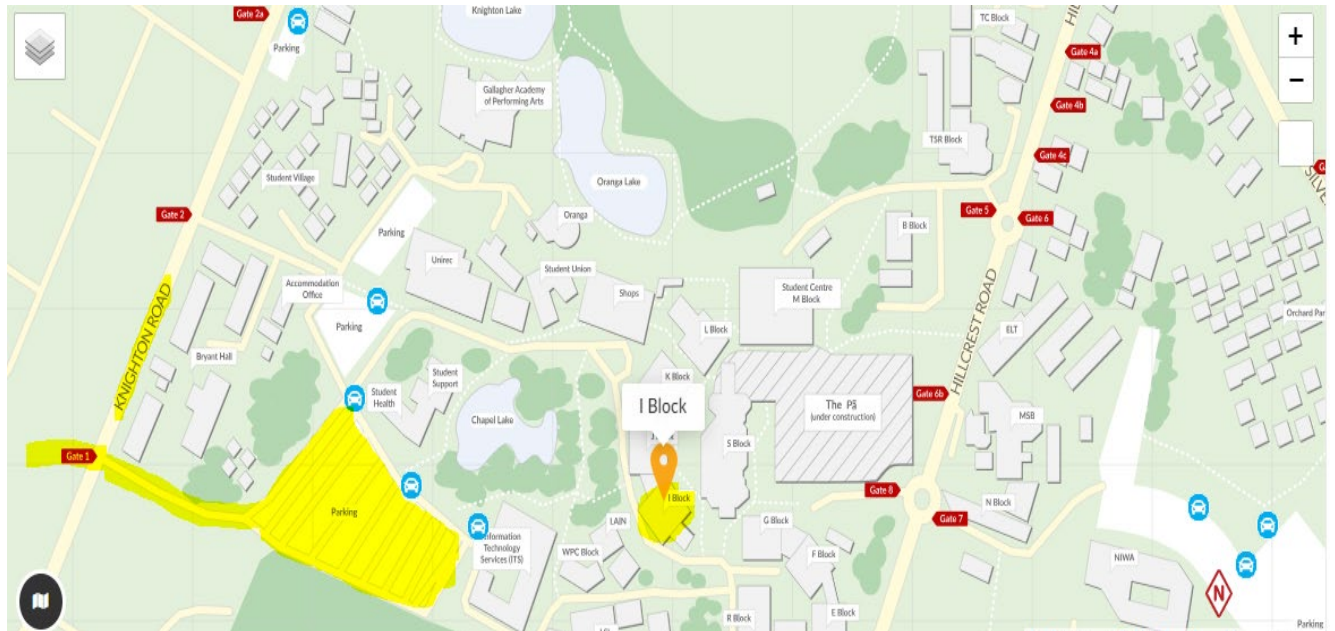 Gate 2a
Knighton Lake
TC Block
Parking
Gate 4a
Gallagher Academy
of Performing Arts
Gate 4b
TSR Block
Gate 4c
Student Village
Oranga Lake
Gate 2
Oranga
Gate 5
Gate 6
B Block
Parking
Unirec
Student Union
Accommodation
Office
Shops
Student Centre
M Block
Parking
L Block
ELT
HILLCREST ROAD
KNIGHTON ROAD
Bryant Hall
Student
Support
K Block
Student
Health
I Block
The Pā
(under construction)
Gate 6b
MSB
Chapel Lake
S Block
Gate 1
I Block
Gate 8
N Block
Parking
Gate 7
LAIN
G Block
Information
Technology
Services (ITS)
WPC Block
F Block
NIWA
E Block
R Block
N
Parking
+
−